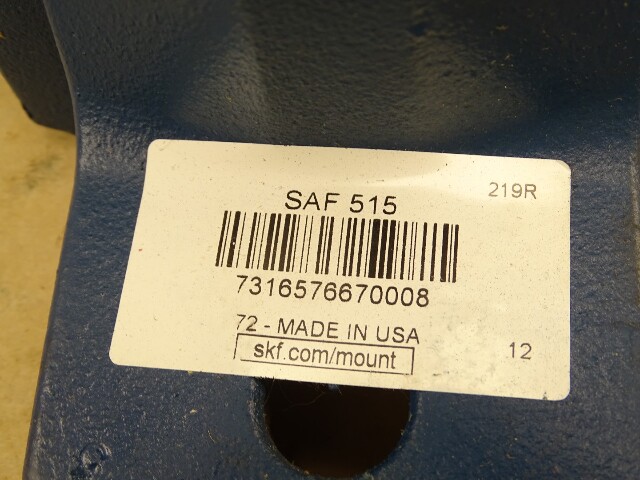 219R
SAF 515
7316576670008
72 - MADE IN USA
skf.com/mount
12